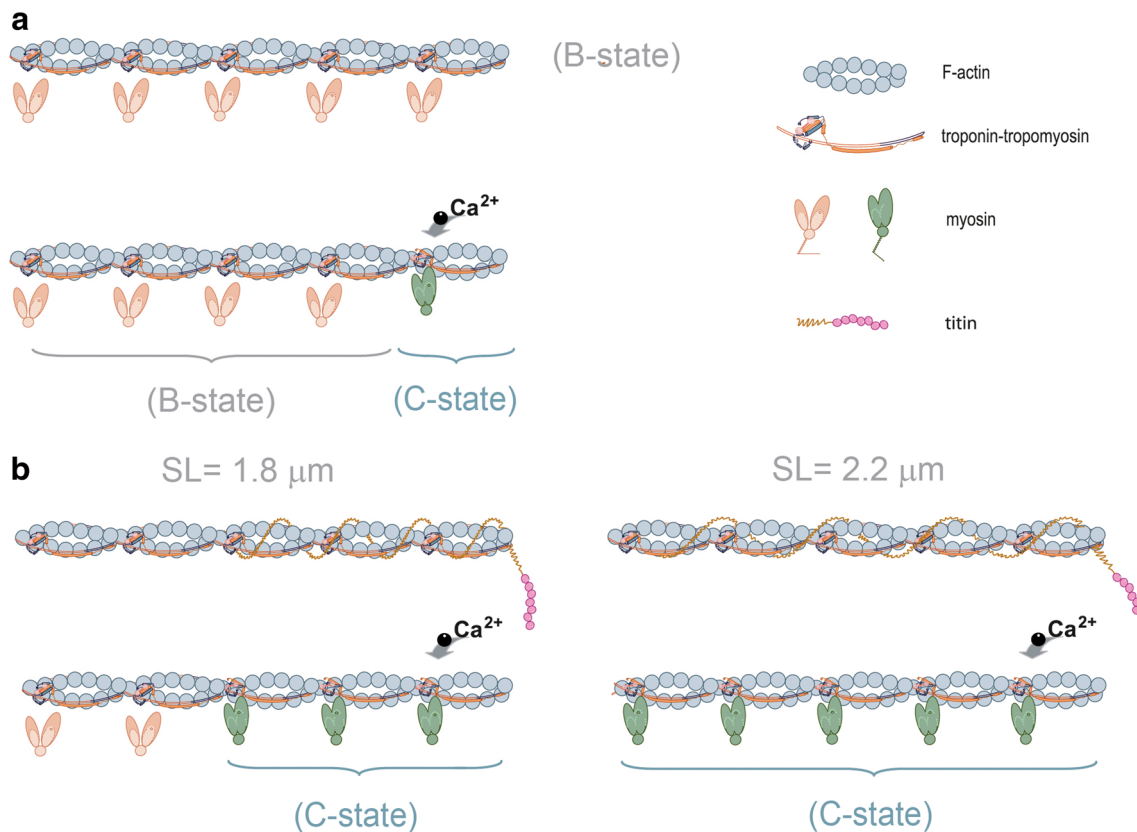 a
(B-state)
F-actin
troponin-tropomyosin
Ca²⁺
myosin
titin
(B-state)
(C-state)
b
SL= 1.8 μm
SL= 2.2 μm
Ca²⁺
Ca²⁺
(C-state)
(C-state)